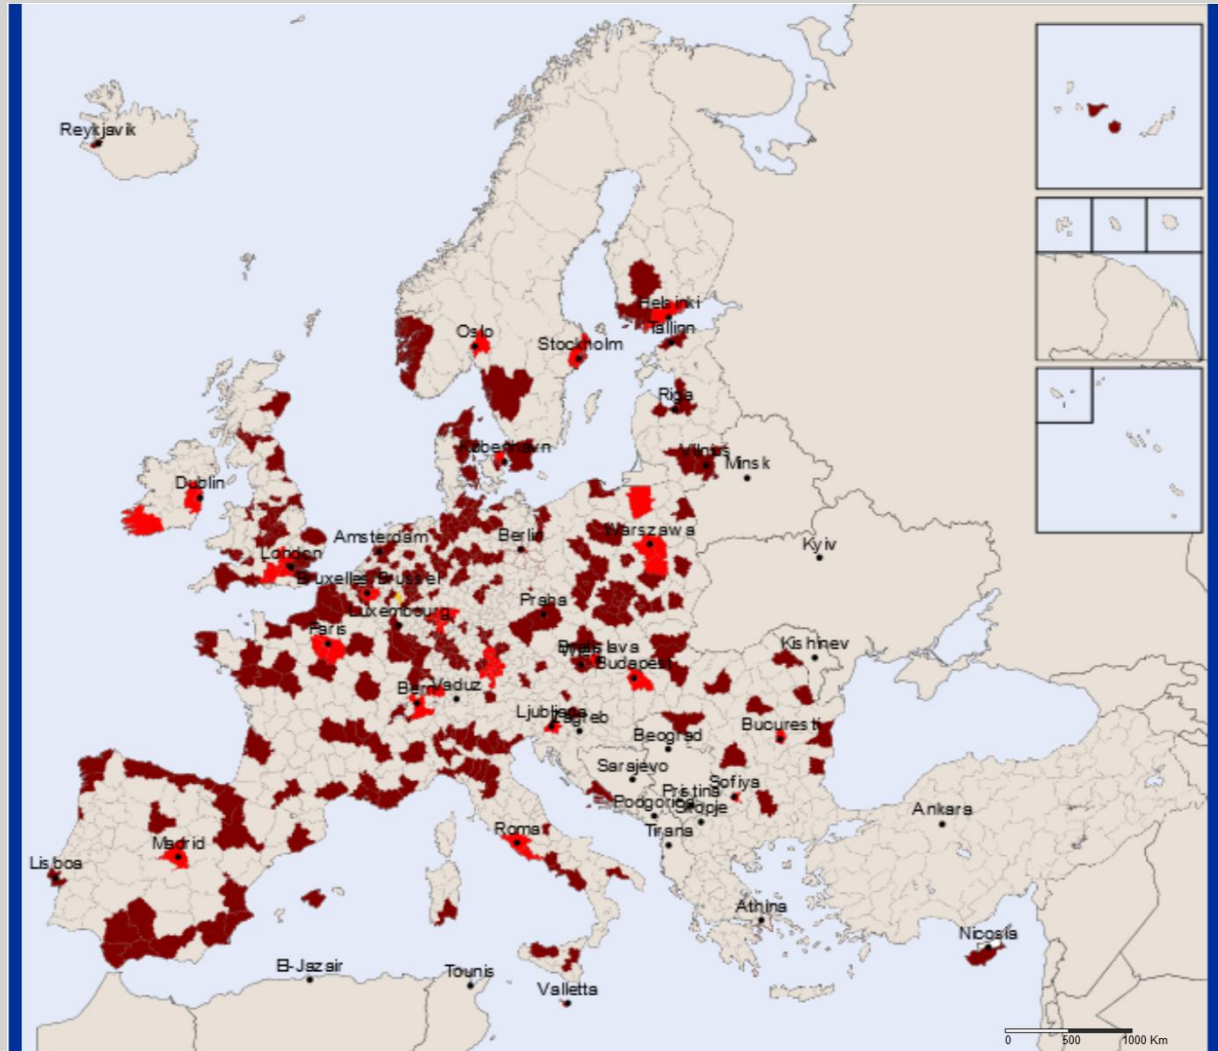 Reykjavik
Helsinki
Tallinn
Oslo
Stockholm
Riga
København
Vilnius
Minsk
Dublin
Amsterdam
Berlin
Warszawa
London
Kyiv
Bruxelles/Brussel
Praha
Luxembourg
Paris
Bratislava
Kishinev
Budapest
Bern
Vaduz
Ljubljana
Zagreb
Bucuresti
Beograd
Sarajevo
Sofiya
Pristina
Podgorica
Skopje
Ankara
Roma
Tirana
Madrid
Lisboa
Athina
Nicosia
El-Jazair
Tounis
Valletta
0 500 1000 Km